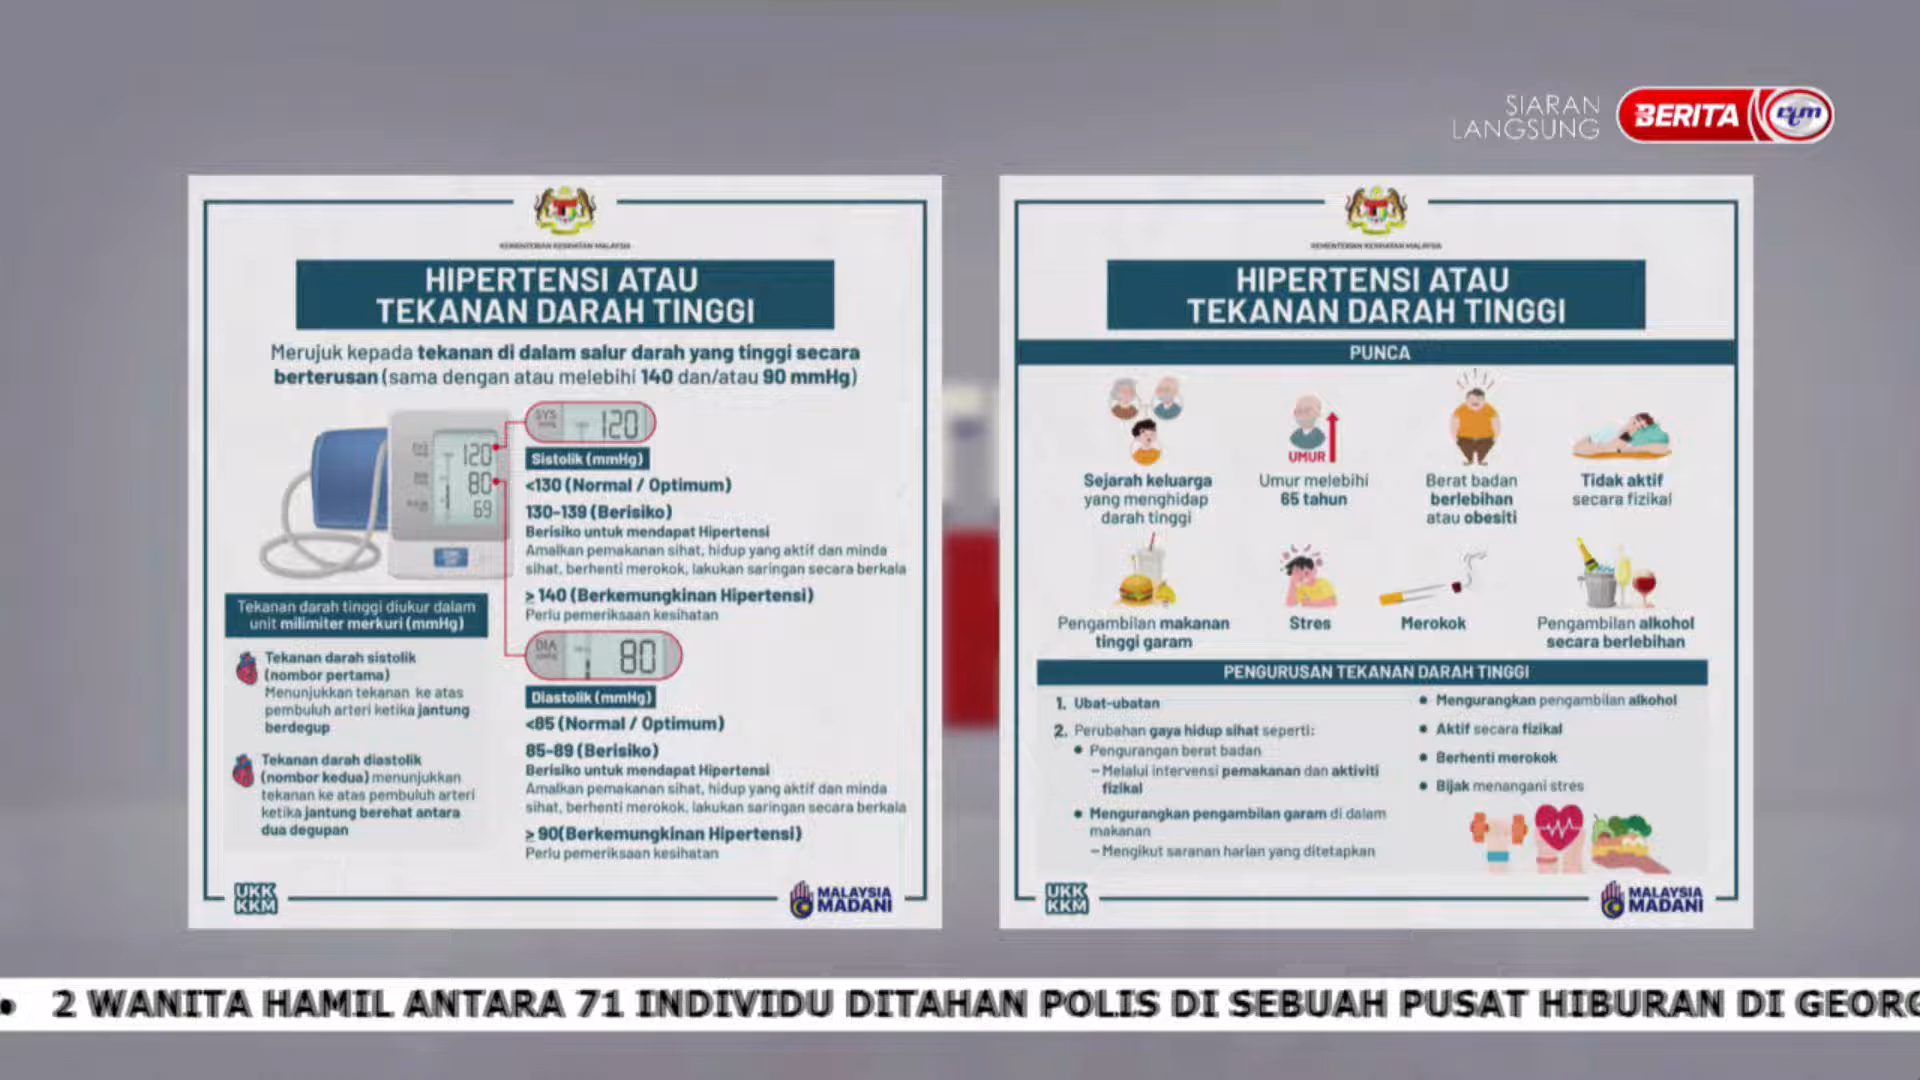 SIARAN
LANGSUNG
BERITA rtm
KEMENTERIAN KESIHATAN MALAYSIA
HIPERTENSI ATAU
TEKANAN DARAH TINGGI
Merujuk kepada tekanan di dalam salur darah yang tinggi secara
berterusan (sama dengan atau melebihi 140 dan/atau 90 mmHg)
120
80
69
SYS
mmHg
120
Sistolik (mmHg)
<130 (Normal / Optimum)
130-139 (Berisiko)
Berisiko untuk mendapat Hipertensi
Amalkan pemakanan sihat, hidup yang aktif dan minda
sihat, berhenti merokok, lakukan saringan secara berkala
≥ 140 (Berkemungkinan Hipertensi)
Perlu pemeriksaan kesihatan
DIA
mmHg
80
Diastolik (mmHg)
<85 (Normal / Optimum)
85-89 (Berisiko)
Berisiko untuk mendapat Hipertensi
Amalkan pemakanan sihat, hidup yang aktif dan minda
sihat, berhenti merokok, lakukan saringan secara berkala
≥ 90(Berkemungkinan Hipertensi)
Perlu pemeriksaan kesihatan
Tekanan darah tinggi diukur dalam
unit milimiter merkuri (mmHg)
Tekanan darah sistolik
(nombor pertama)
Menunjukkan tekanan ke atas
pembuluh arteri ketika jantung
berdegup
Tekanan darah diastolik
(nombor kedua) menunjukkan
tekanan ke atas pembuluh arteri
ketika jantung berehat antara
dua degupan
UKK
KKM
MALAYSIA
MADANI
KEMENTERIAN KESIHATAN MALAYSIA
HIPERTENSI ATAU
TEKANAN DARAH TINGGI
PUNCA
Sejarah keluarga
yang menghidap
darah tinggi
UMUR
Umur melebihi
65 tahun
Berat badan
berlebihan
atau obesiti
Tidak aktif
secara fizikal
Pengambilan makanan
tinggi garam
Stres
Merokok
Pengambilan alkohol
secara berlebihan
PENGURUSAN TEKANAN DARAH TINGGI
1. Ubat-ubatan
2. Perubahan gaya hidup sihat seperti:
• Pengurangan berat badan
– Melalui intervensi pemakanan dan aktiviti
fizikal
• Mengurangkan pengambilan garam di dalam
makanan
– Mengikut saranan harian yang ditetapkan
• Mengurangkan pengambilan alkohol
• Aktif secara fizikal
• Berhenti merokok
• Bijak menangani stres
UKK
KKM
MALAYSIA
MADANI
• 2 WANITA HAMIL ANTARA 71 INDIVIDU DITAHAN POLIS DI SEBUAH PUSAT HIBURAN DI GEORG